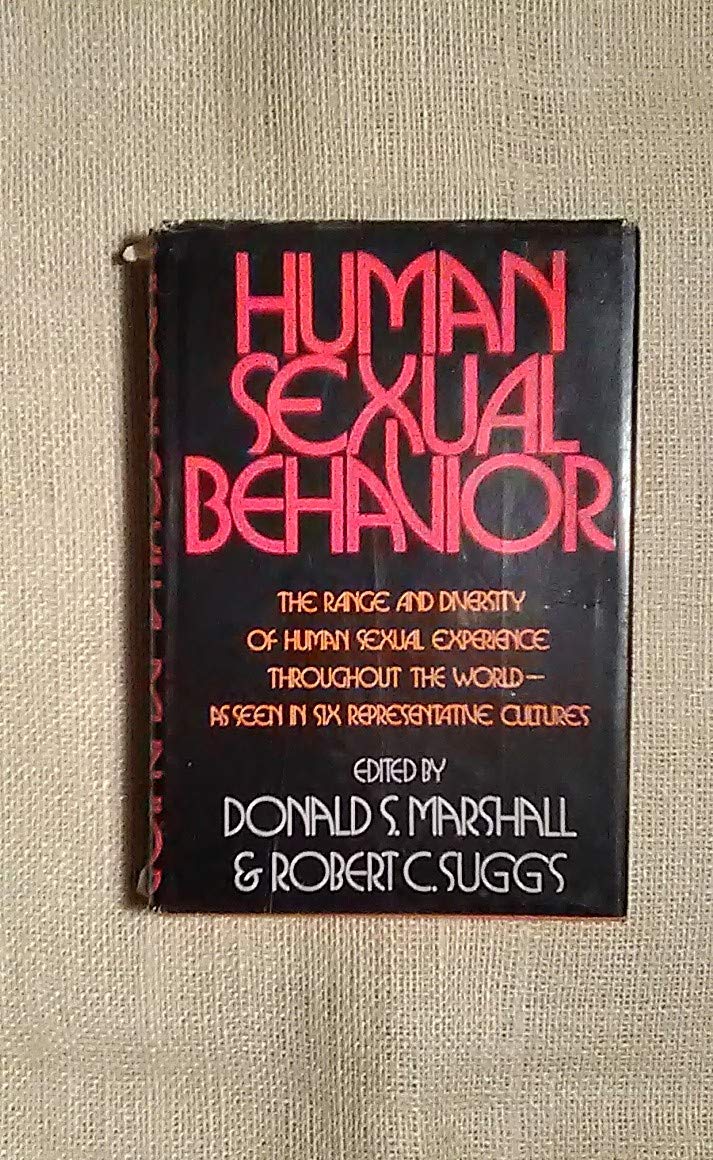 HUMAN
SEXUAL
BEHAVIOR
THE RANGE AND DIVERSITY
OF HUMAN SEXUAL EXPERIENCE
THROUGHOUT THE WORLD—
AS SEEN IN SIX REPRESENTATIVE CULTURES
EDITED BY
DONALD S. MARSHALL
& ROBERT C. SUGGS